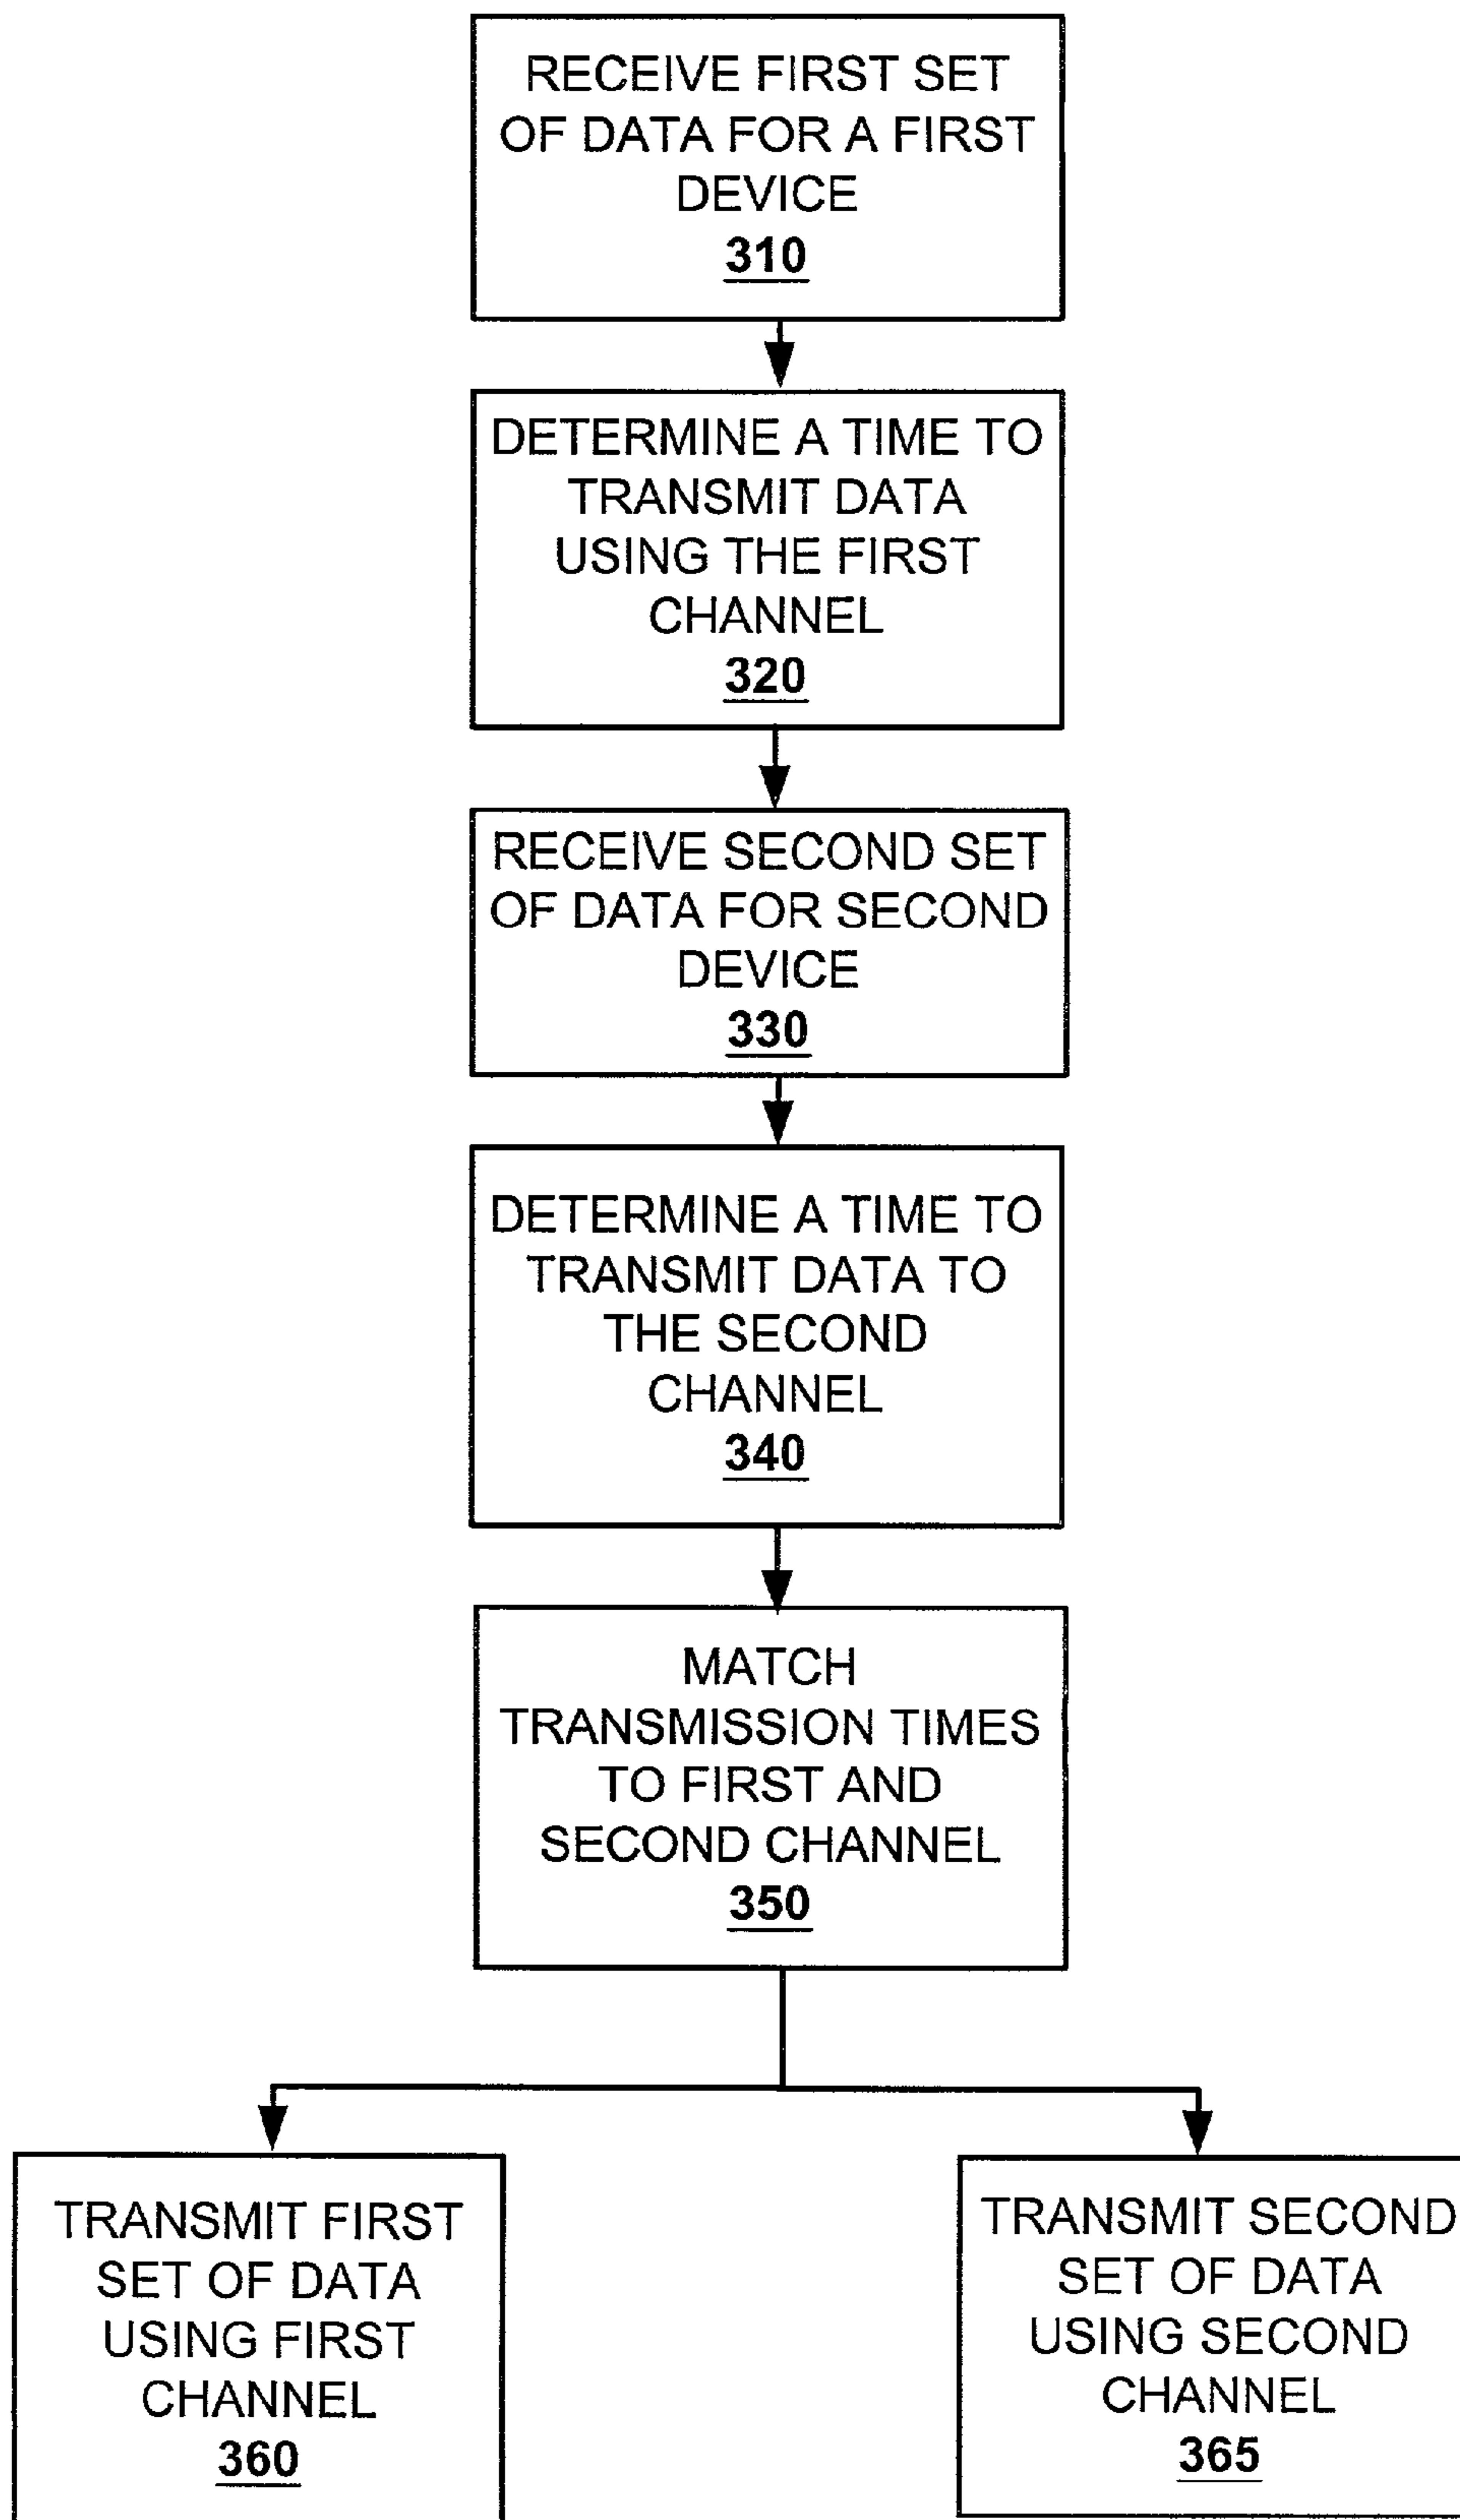 RECEIVE FIRST SET
OF DATA FOR A FIRST
DEVICE
310
DETERMINE A TIME TO
TRANSMIT DATA
USING THE FIRST
CHANNEL
320
RECEIVE SECOND SET
OF DATA FOR SECOND
DEVICE
330
DETERMINE A TIME TO
TRANSMIT DATA TO
THE SECOND
CHANNEL
340
MATCH
TRANSMISSION TIMES
TO FIRST AND
SECOND CHANNEL
350
TRANSMIT FIRST
SET OF DATA
USING FIRST
CHANNEL
360
TRANSMIT SECOND
SET OF DATA
USING SECOND
CHANNEL
365